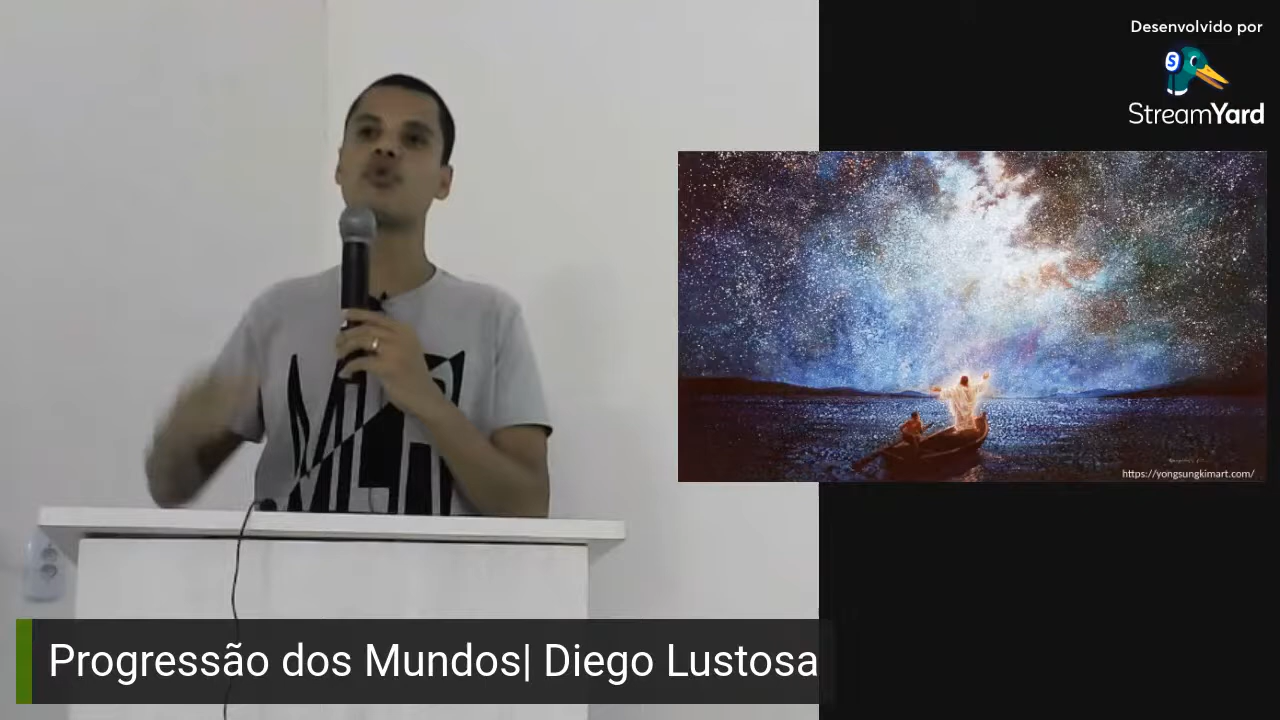 Desenvolvido por
StreamYard
https://yongsungkimart.com/
Progressão dos Mundos| Diego Lustosa